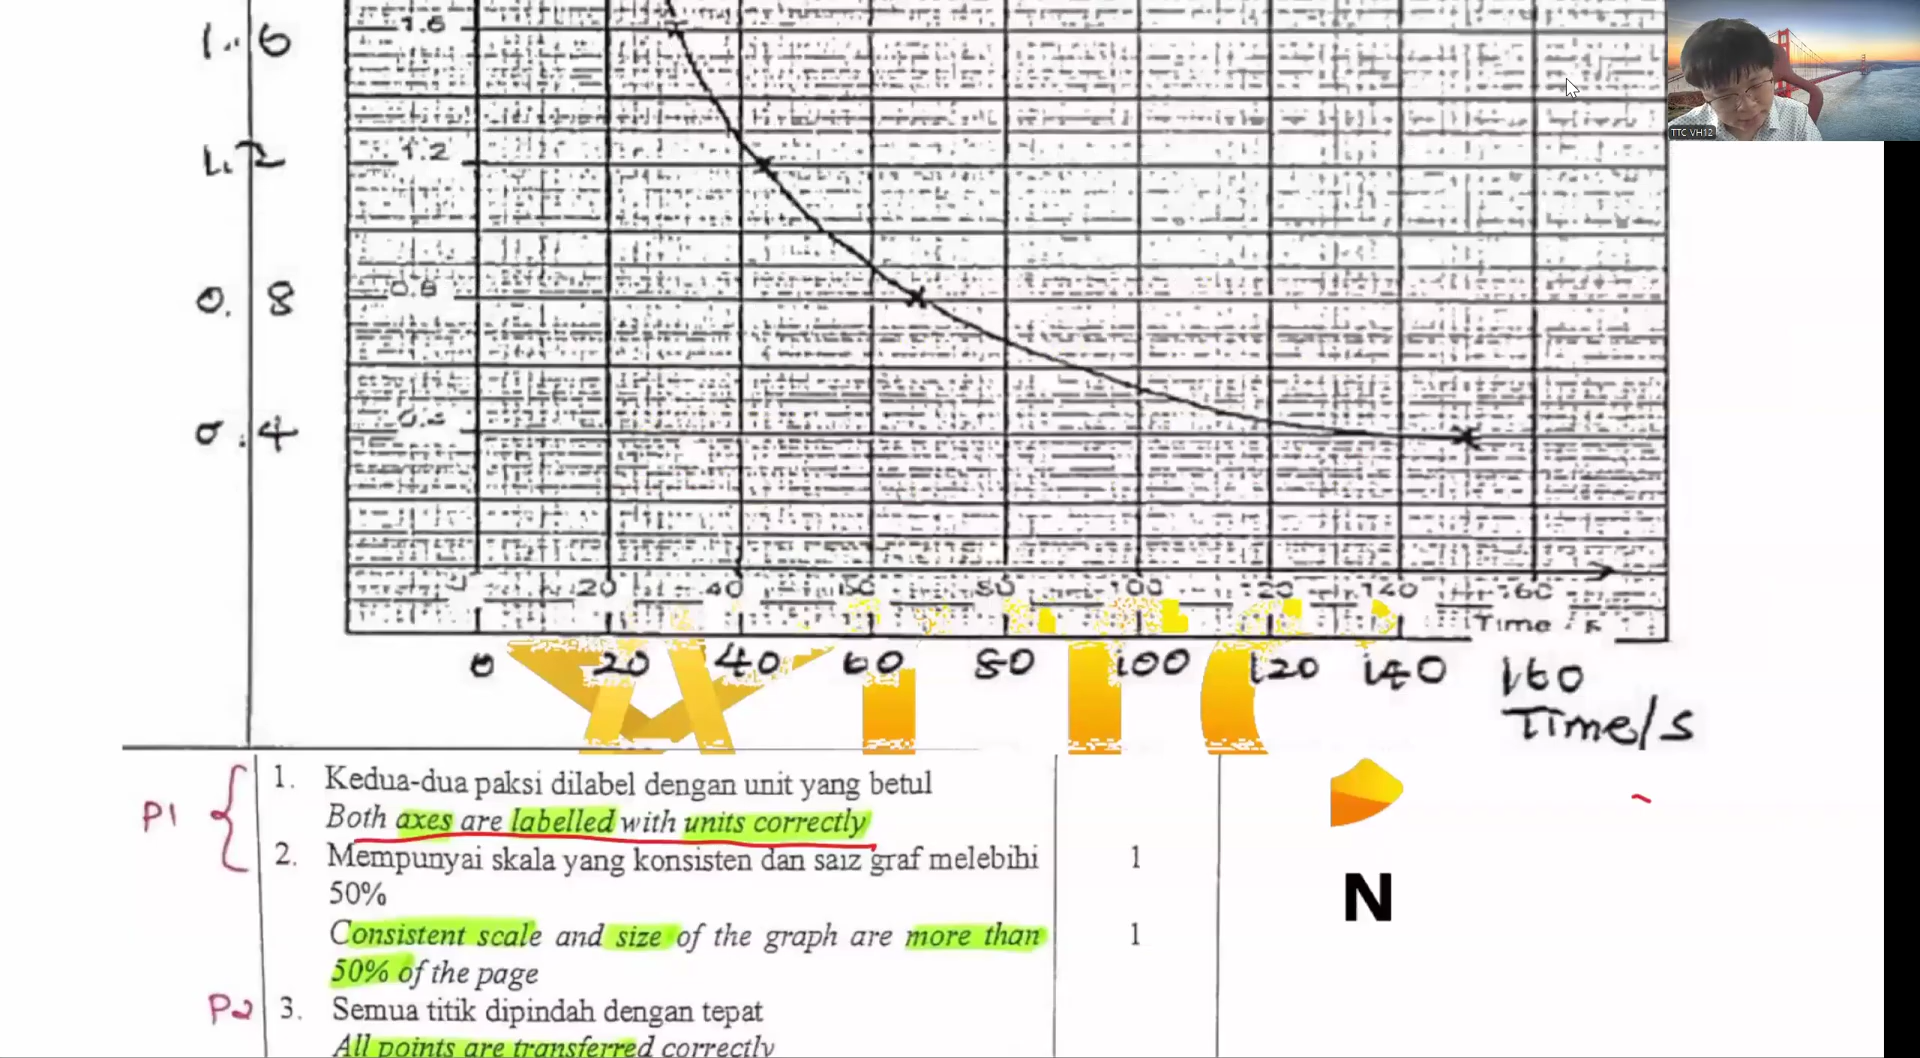 1.6
1.6
TTC VH12
1.2
1.2
0.8
0.8
0.4
20 40 80 100 120 140 160
Time / s
0 20 40 60 80 100 120 140 160
Time/s
P1
1. Kedua-dua paksi dilabel dengan unit yang betul
Both axes are labelled with units correctly
2. Mempunyai skala yang konsisten dan saiz graf melebihi 1
50%
Consistent scale and size of the graph are more than 1
50% of the page
N
P2 3. Semua titik dipindah dengan tepat
All points are transferred correctly